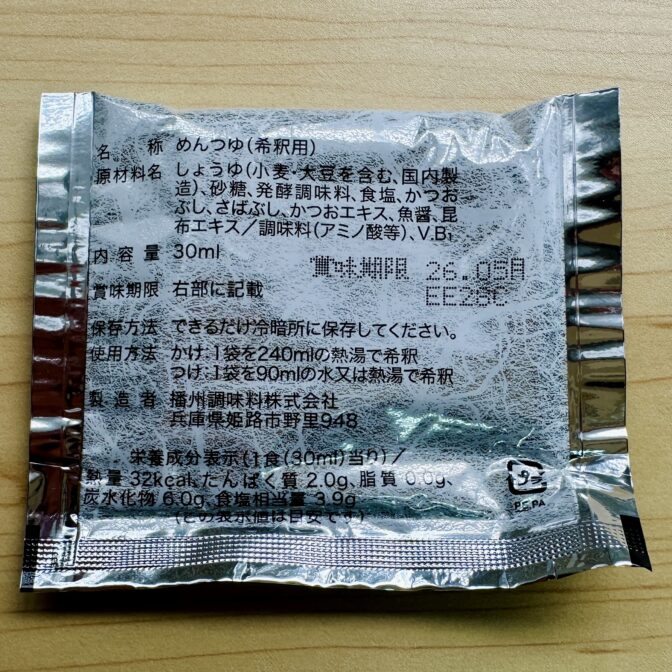 名称 めんつゆ(希釈用)
原材料名 しょうゆ(小麦・大豆を含む、国内製
造)、砂糖、発酵調味料、食塩、かつお
ぶし、さばぶし、かつおエキス、魚醤、昆
布エキス/調味料(アミノ酸等)、V.B₁
内容量 30ml
賞味期限 26.05月
EE28C
賞味期限 右部に記載
保存方法 できるだけ冷暗所に保存してください。
使用方法 かけ:1袋を240mlの熱湯で希釈
つけ:1袋を90mlの水又は熱湯で希釈
製造者 播州調味料株式会社
兵庫県姫路市野里948
栄養成分表示(1食(30ml)当り)/
熱量 32kcal、たんぱく質 2.0g、脂質 0.0g、
炭水化物 6.0g、食塩相当量 3.9g
(この表示値は目安です)
プラ
P.E,PA